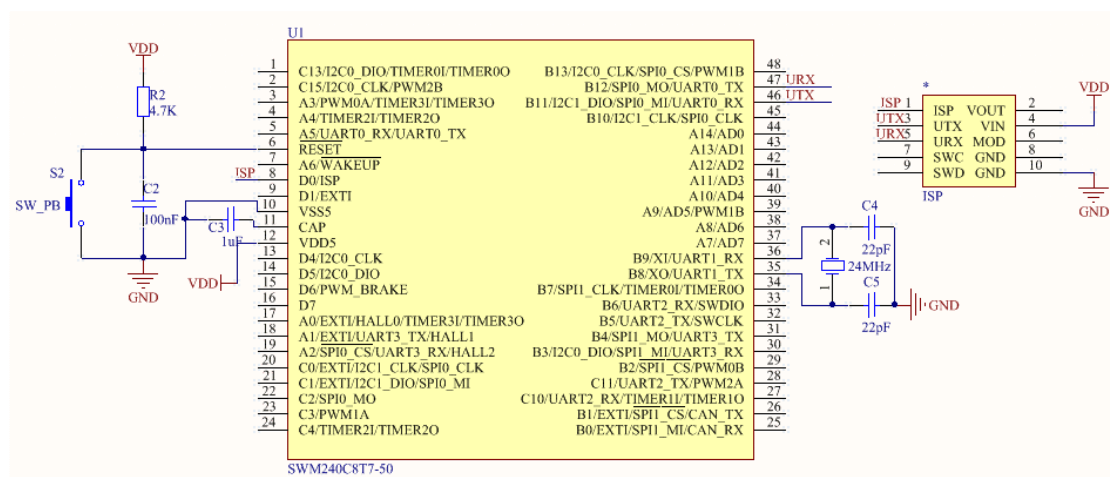 U1
VDD
R2
4.7K
S2
SW_PB
C2
100nF
C3
1uF
GND
VDD
ISP
1 C13/I2C0_DIO/TIMER0I/TIMER0O
2 C15/I2C0_CLK/PWM2B
3 A3/PWM0A/TIMER3I/TIMER3O
4 A4/TIMER2I/TIMER2O
5 A5/UART0_RX/UART0_TX
6 RESET
7 A6/WAKEUP
8 D0/ISP
9 D1/EXTI
10 VSS5
11 CAP
12 VDD5
13 D4/I2C0_CLK
14 D5/I2C0_DIO
15 D6/PWM_BRAKE
16 D7
17 A0/EXTI/HALL0/TIMER3I/TIMER3O
18 A1/EXTI/UART3_TX/HALL1
19 A2/SPI0_CS/UART3_RX/HALL2
20 C0/EXTI/I2C1_CLK/SPI0_CLK
21 C1/EXTI/I2C1_DIO/SPI0_MI
22 C2/SPI0_MO
23 C3/PWM1A
24 C4/TIMER2I/TIMER2O
B13/I2C0_CLK/SPI0_CS/PWM1B 48
B12/SPI0_MO/UART0_TX 47 URX
B11/I2C1_DIO/SPI0_MI/UART0_RX 46 UTX
B10/I2C1_CLK/SPI0_CLK 45
A14/AD0 44
A13/AD1 43
A12/AD2 42
A11/AD3 41
A10/AD4 40
A9/AD5/PWM1B 39
A8/AD6 38
A7/AD7 37
B9/XI/UART1_RX 36
B8/XO/UART1_TX 35
B7/SPI1_CLK/TIMER0I/TIMER0O 34
B6/UART2_RX/SWDIO 33
B5/UART2_TX/SWCLK 32
B4/SPI1_MO/UART3_TX 31
B3/I2C0_DIO/SPI1_MI/UART3_RX 30
B2/SPI1_CS/PWM0B 29
C11/UART2_TX/PWM2A 28
C10/UART2_RX/TIMER1I/TIMER1O 27
B1/EXTI/SPI1_CS/CAN_TX 26
B0/EXTI/SPI1_MI/CAN_RX 25
SWM240C8T7-50
C4
22pF
2
24MHz
1
C5
22pF
GND
*
VDD
ISP 1 ISP VOUT 2
UTX 3 UTX VIN 4
URX 5 URX MOD 6
7 SWC GND 8
9 SWD GND 10
ISP
GND